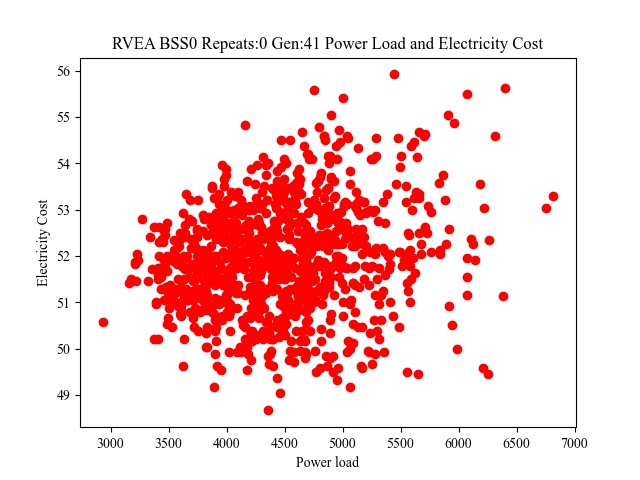 RVEA BSS0 Repeats:0 Gen:41 Power Load and Electricity Cost
56
55
54
53
52
51
50
49
Electricity Cost
3000 3500 4000 4500 5000 5500 6000 6500 7000
Power load